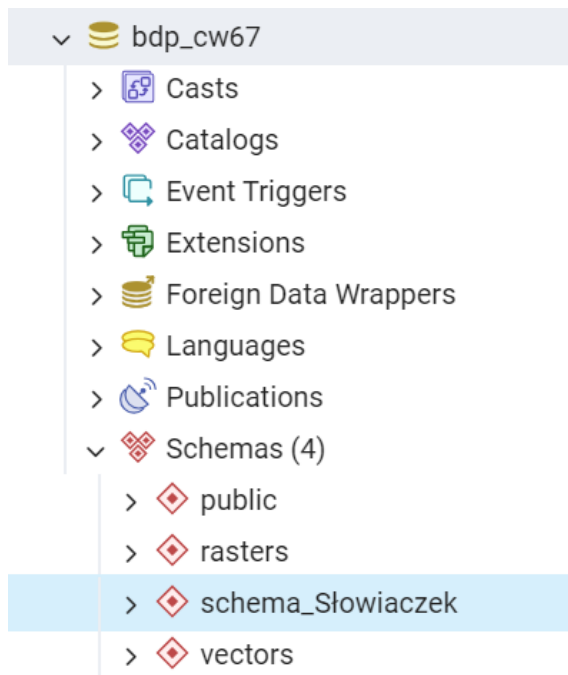 bdp_cw67
Casts
Catalogs
Event Triggers
Extensions
Foreign Data Wrappers
Languages
Publications
Schemas (4)
public
rasters
schema_Słowiaczek
vectors